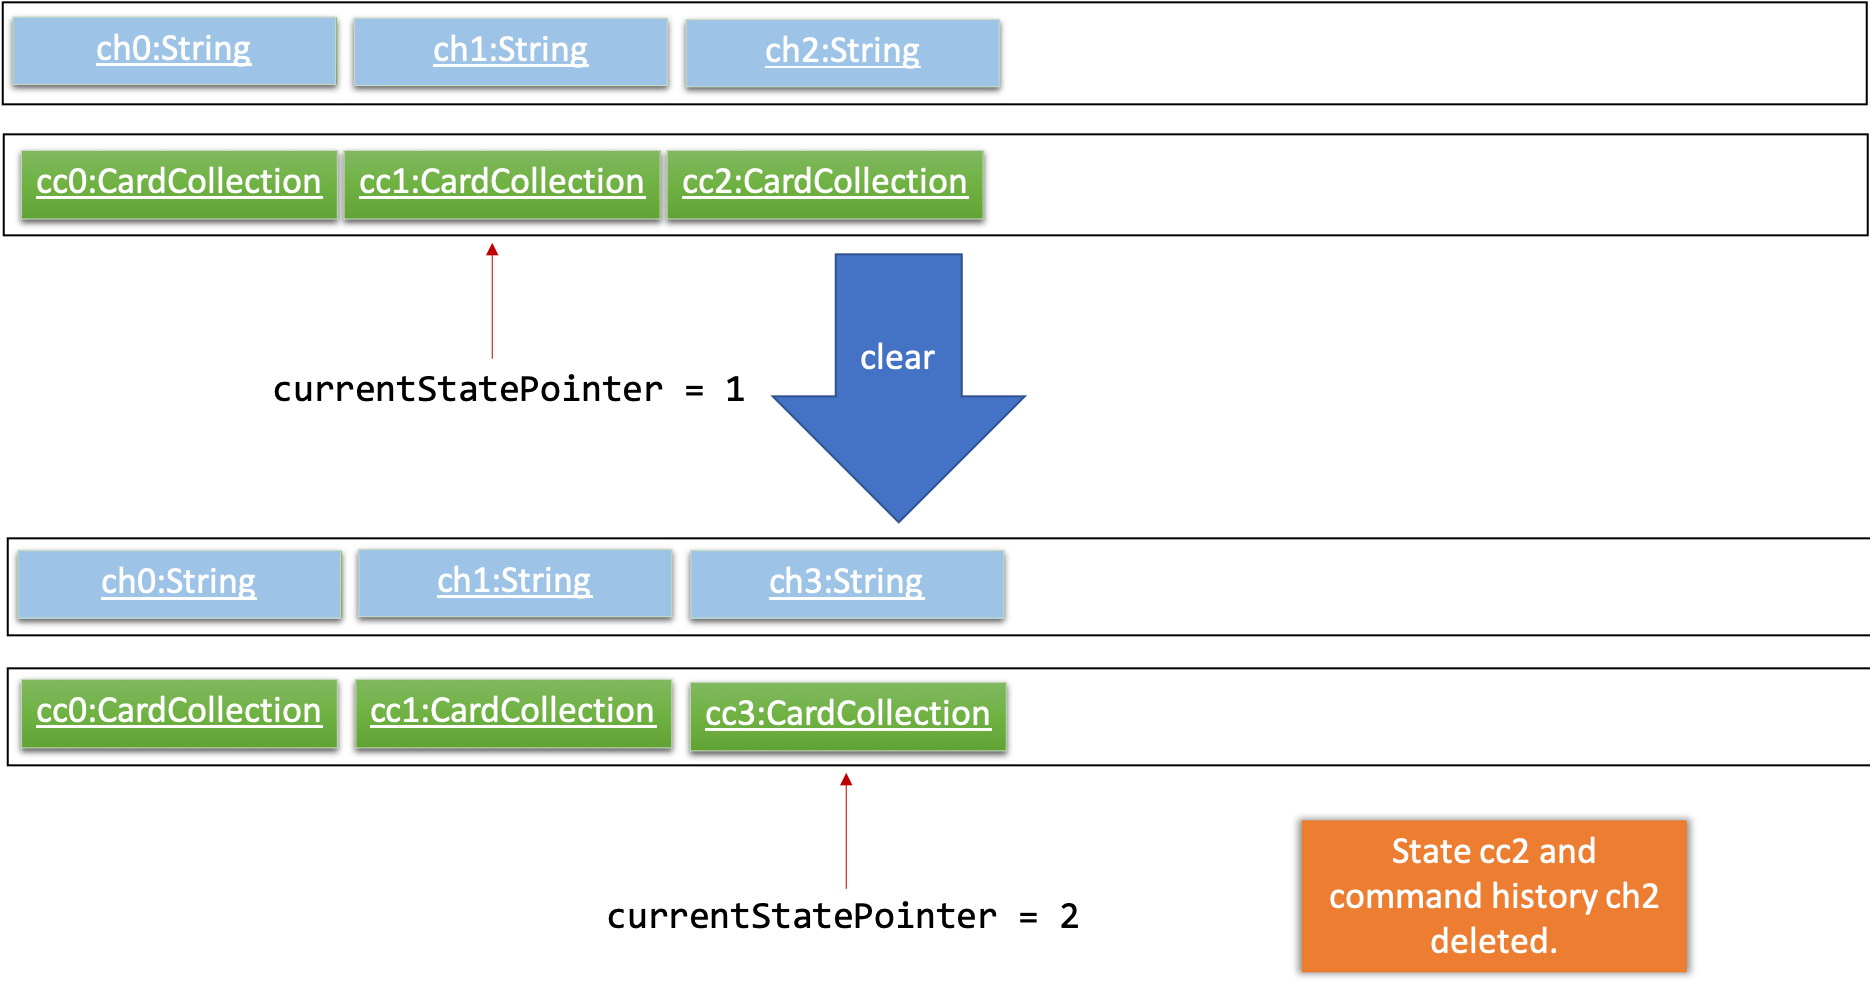 ch0:String
ch1:String
ch2:String
cc0:CardCollection
cc1:CardCollection
cc2:CardCollection
clear
currentStatePointer = 1
ch0:String
ch1:String
ch3:String
cc0:CardCollection
cc1:CardCollection
cc3:CardCollection
currentStatePointer = 2
State cc2 and
command history ch2
deleted.